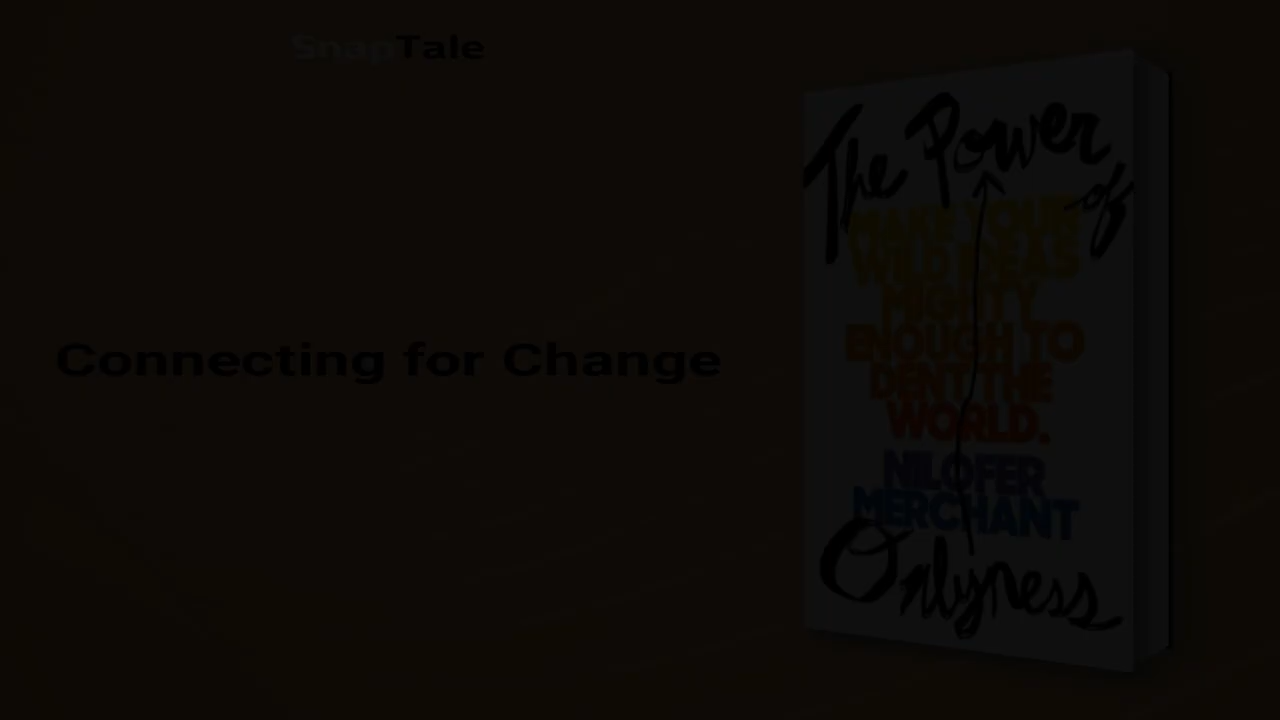 SnapTale
Connecting for Change
The Power
of
MAKE YOUR
WILD IDEAS
MIGHTY
ENOUGH TO
DENT THE
WORLD.
NILOFER
MERCHANT
Onlyness